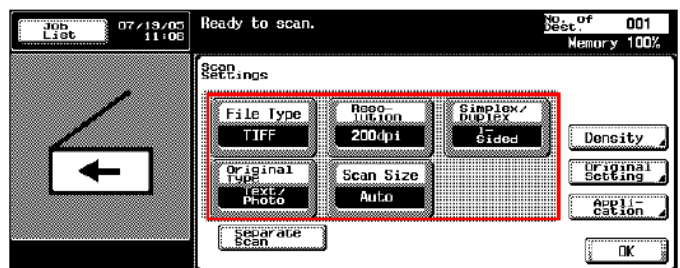 Job List
07/19/05
11:06
Ready to scan.
No. of Dest. 001
Memory 100%
Scan Settings
File Type
TIFF
Reso-
lution
200dpi
Simplex/
Duplex
1-
Sided
Original
Type
Text/
Photo
Scan Size
Auto
Density
Original
Setting
Appli-
cation
Separate
Scan
OK